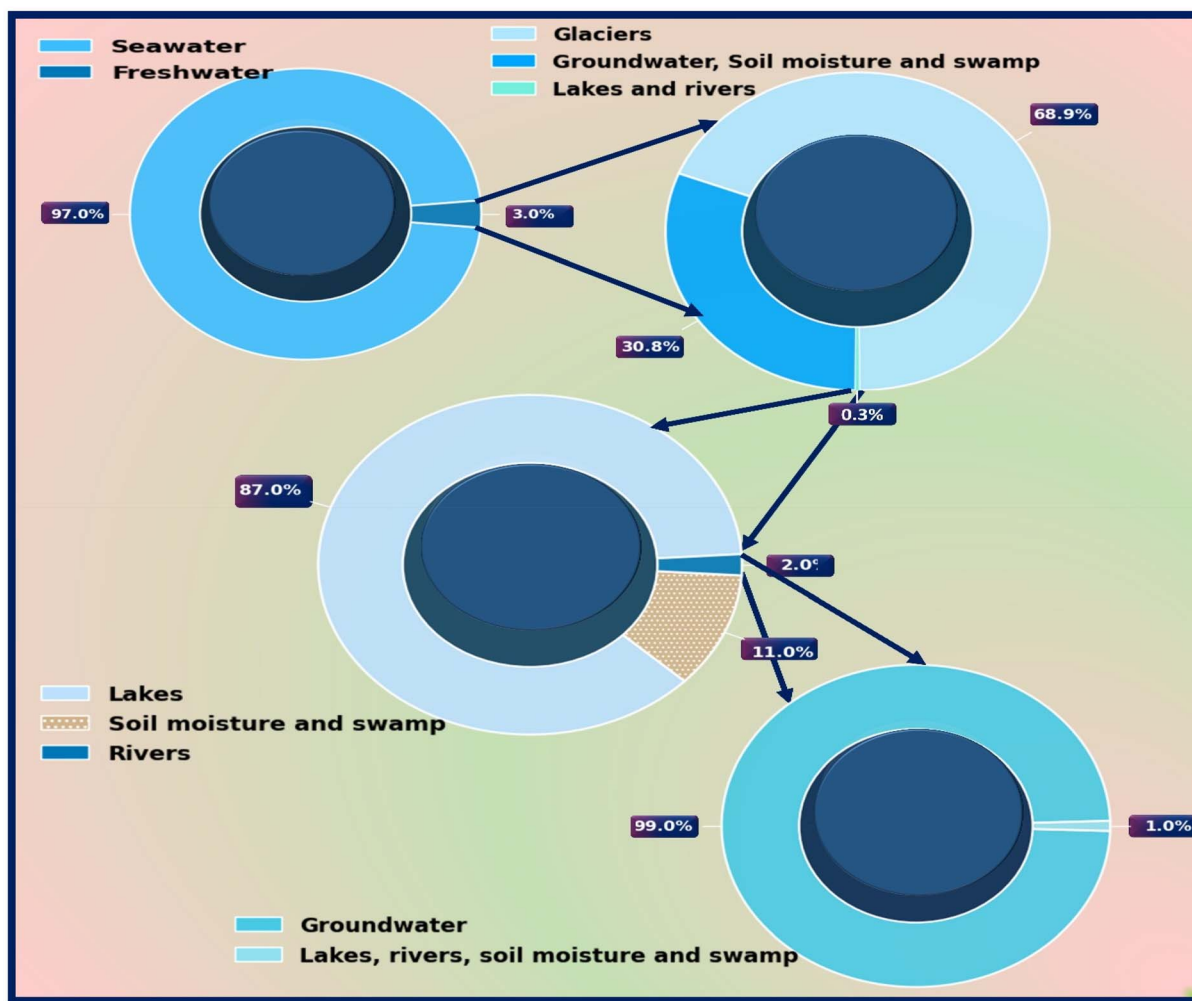 Seawater
Freshwater
Glaciers
Groundwater, Soil moisture and swamp
Lakes and rivers
68.9%
97.0%
3.0%
30.8%
0.3%
87.0%
2.0
11.0%
Lakes
Soil moisture and swamp
Rivers
99.0%
1.0%
Groundwater
Lakes, rivers, soil moisture and swamp